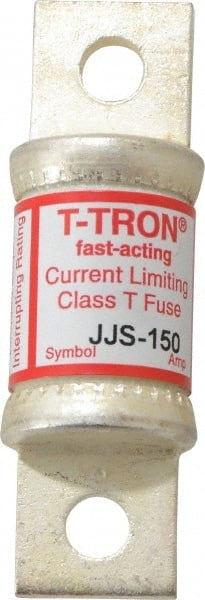 T-TRON®
fast-acting
Current Limiting
Class T Fuse
JJS-150
Symbol Amp
Interrupting Rating